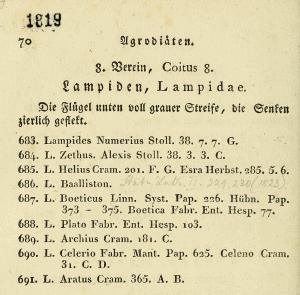 1819
70 Agrodiäten.
8. Verein, Coitus 8.
Lampiden, Lampidae.
Die Flügel unten voll grauer Streife, die Senken
zierlich geflekt.
683. Lampides Numerius Stoll. 38. 7. 7. G.
684. L. Zethus. Alexis Stoll. 38. 3. 3. C.
685. L. Helius Cram. 201. F. G. Esra Herbst. 285. 5. 6.
686. L. Baalliston.
687. L. Boeticus Linn. Syst. Pap. 226. Hübn. Pap.
373 - 375. Boetica Fabr. Ent. Hesp. 77.
688. L. Plato Fabr. Ent. Hesp. 103.
689. L. Archius Cram. 181. C.
690. L. Celerio Fabr. Mant. Pap. 625. Celeno Cram.
31. C. D.
691. L. Aratus Cram. 365. A. B.